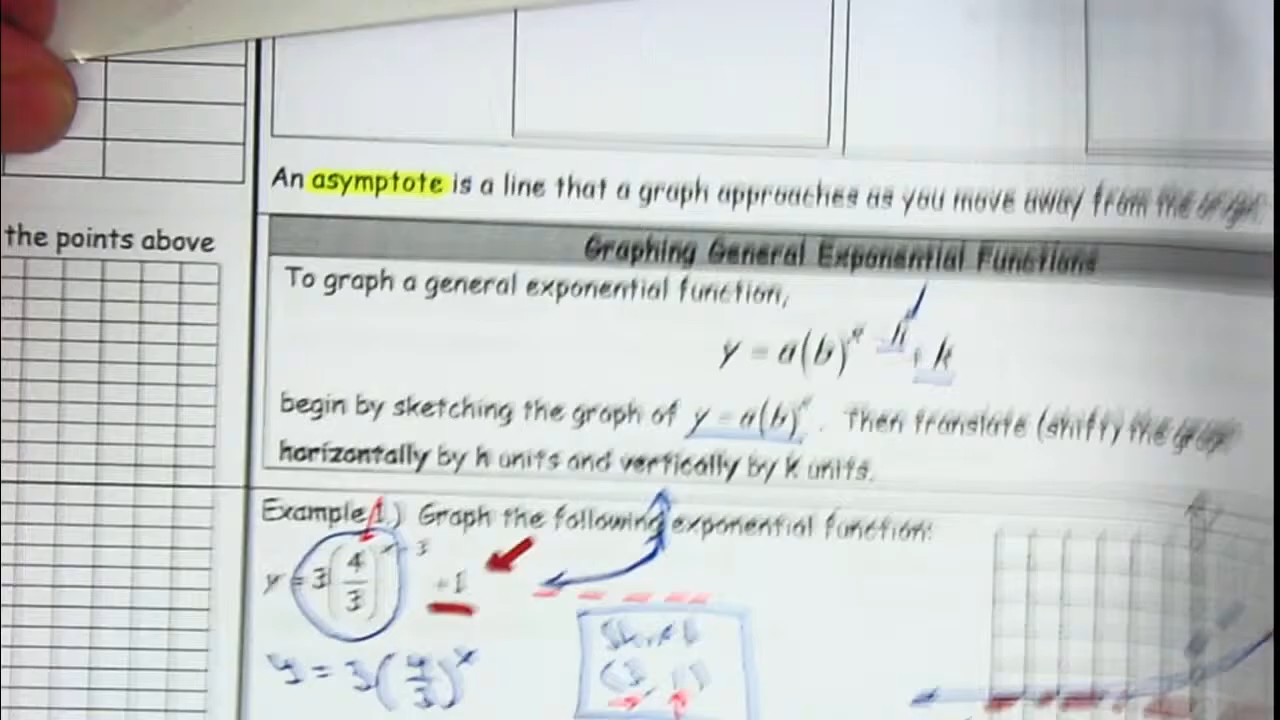 An asymptote is a line that a graph approaches as you move away from the origin.
the points above
Graphing General Exponential Functions
To graph a general exponential function,
y = a(b)^x - h + k
begin by sketching the graph of y = a(b)^x. Then translate (shift) the graph
horizontally by h units and vertically by k units.
Example 1.) Graph the following exponential function:
y = 3(4/3)^x - 3
y = 3(4/3)^x